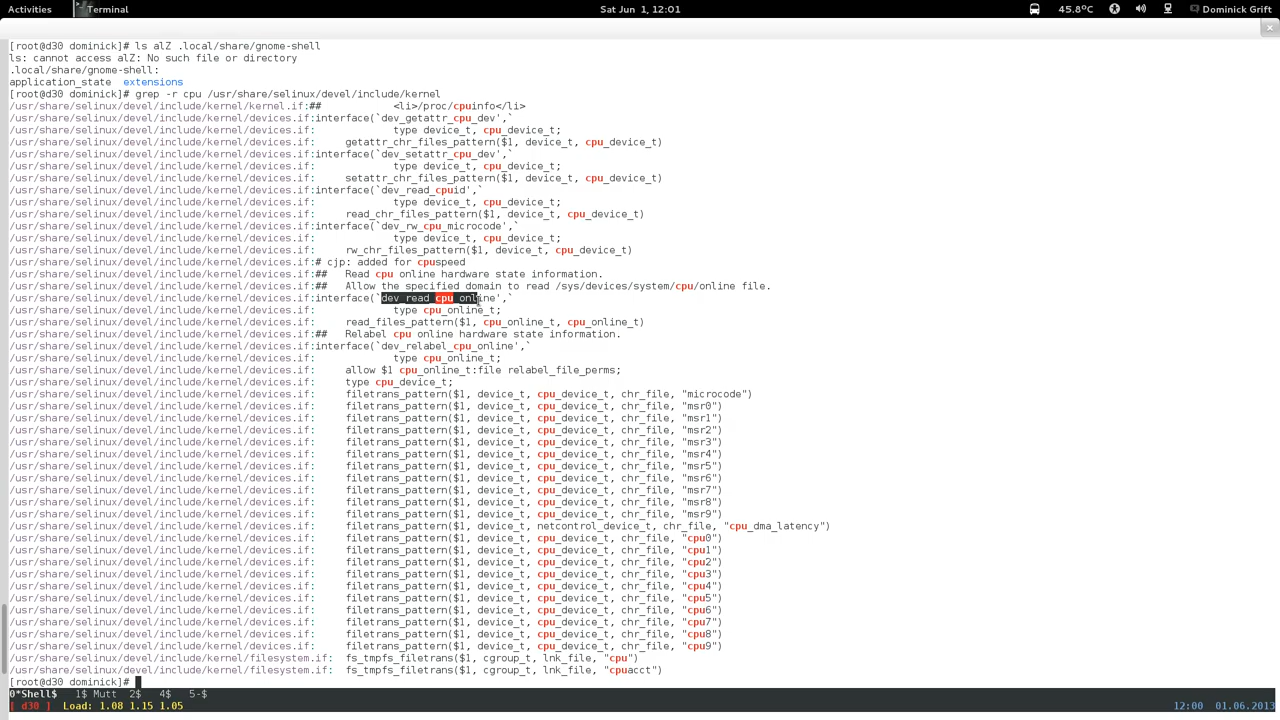 Activities Terminal Sat Jun 1, 12:01 45.8°C Dominick Grift
[root@d30 dominick]# ls alZ .local/share/gnome-shell
ls: cannot access alZ: No such file or directory
.local/share/gnome-shell:
application_state  extensions
[root@d30 dominick]# grep -r cpu /usr/share/selinux/devel/include/kernel
/usr/share/selinux/devel/include/kernel/kernel.if:##            <li>/proc/cpuinfo</li>
/usr/share/selinux/devel/include/kernel/devices.if:interface(`dev_getattr_cpu_dev',`
/usr/share/selinux/devel/include/kernel/devices.if:             type device_t, cpu_device_t;
/usr/share/selinux/devel/include/kernel/devices.if:     getattr_chr_files_pattern($1, device_t, cpu_device_t)
/usr/share/selinux/devel/include/kernel/devices.if:interface(`dev_setattr_cpu_dev',`
/usr/share/selinux/devel/include/kernel/devices.if:             type device_t, cpu_device_t;
/usr/share/selinux/devel/include/kernel/devices.if:     setattr_chr_files_pattern($1, device_t, cpu_device_t)
/usr/share/selinux/devel/include/kernel/devices.if:interface(`dev_read_cpuid',`
/usr/share/selinux/devel/include/kernel/devices.if:             type device_t, cpu_device_t;
/usr/share/selinux/devel/include/kernel/devices.if:     read_chr_files_pattern($1, device_t, cpu_device_t)
/usr/share/selinux/devel/include/kernel/devices.if:interface(`dev_rw_cpu_microcode',`
/usr/share/selinux/devel/include/kernel/devices.if:             type device_t, cpu_device_t;
/usr/share/selinux/devel/include/kernel/devices.if:     rw_chr_files_pattern($1, device_t, cpu_device_t)
/usr/share/selinux/devel/include/kernel/devices.if:# cjp: added for cpuspeed
/usr/share/selinux/devel/include/kernel/devices.if:##   Read cpu online hardware state information.
/usr/share/selinux/devel/include/kernel/devices.if:##   Allow the specified domain to read /sys/devices/system/cpu/online file.
/usr/share/selinux/devel/include/kernel/devices.if:interface(`dev_read_cpu_online',`
/usr/share/selinux/devel/include/kernel/devices.if:             type cpu_online_t;
/usr/share/selinux/devel/include/kernel/devices.if:     read_files_pattern($1, cpu_online_t, cpu_online_t)
/usr/share/selinux/devel/include/kernel/devices.if:##   Relabel cpu online hardware state information.
/usr/share/selinux/devel/include/kernel/devices.if:interface(`dev_relabel_cpu_online',`
/usr/share/selinux/devel/include/kernel/devices.if:             type cpu_online_t;
/usr/share/selinux/devel/include/kernel/devices.if:     allow $1 cpu_online_t:file relabel_file_perms;
/usr/share/selinux/devel/include/kernel/devices.if:     type cpu_device_t;
/usr/share/selinux/devel/include/kernel/devices.if:     filetrans_pattern($1, device_t, cpu_device_t, chr_file, "microcode")
/usr/share/selinux/devel/include/kernel/devices.if:     filetrans_pattern($1, device_t, cpu_device_t, chr_file, "msr0")
/usr/share/selinux/devel/include/kernel/devices.if:     filetrans_pattern($1, device_t, cpu_device_t, chr_file, "msr1")
/usr/share/selinux/devel/include/kernel/devices.if:     filetrans_pattern($1, device_t, cpu_device_t, chr_file, "msr2")
/usr/share/selinux/devel/include/kernel/devices.if:     filetrans_pattern($1, device_t, cpu_device_t, chr_file, "msr3")
/usr/share/selinux/devel/include/kernel/devices.if:     filetrans_pattern($1, device_t, cpu_device_t, chr_file, "msr4")
/usr/share/selinux/devel/include/kernel/devices.if:     filetrans_pattern($1, device_t, cpu_device_t, chr_file, "msr5")
/usr/share/selinux/devel/include/kernel/devices.if:     filetrans_pattern($1, device_t, cpu_device_t, chr_file, "msr6")
/usr/share/selinux/devel/include/kernel/devices.if:     filetrans_pattern($1, device_t, cpu_device_t, chr_file, "msr7")
/usr/share/selinux/devel/include/kernel/devices.if:     filetrans_pattern($1, device_t, cpu_device_t, chr_file, "msr8")
/usr/share/selinux/devel/include/kernel/devices.if:     filetrans_pattern($1, device_t, cpu_device_t, chr_file, "msr9")
/usr/share/selinux/devel/include/kernel/devices.if:     filetrans_pattern($1, device_t, netcontrol_device_t, chr_file, "cpu_dma_latency")
/usr/share/selinux/devel/include/kernel/devices.if:     filetrans_pattern($1, device_t, cpu_device_t, chr_file, "cpu0")
/usr/share/selinux/devel/include/kernel/devices.if:     filetrans_pattern($1, device_t, cpu_device_t, chr_file, "cpu1")
/usr/share/selinux/devel/include/kernel/devices.if:     filetrans_pattern($1, device_t, cpu_device_t, chr_file, "cpu2")
/usr/share/selinux/devel/include/kernel/devices.if:     filetrans_pattern($1, device_t, cpu_device_t, chr_file, "cpu3")
/usr/share/selinux/devel/include/kernel/devices.if:     filetrans_pattern($1, device_t, cpu_device_t, chr_file, "cpu4")
/usr/share/selinux/devel/include/kernel/devices.if:     filetrans_pattern($1, device_t, cpu_device_t, chr_file, "cpu5")
/usr/share/selinux/devel/include/kernel/devices.if:     filetrans_pattern($1, device_t, cpu_device_t, chr_file, "cpu6")
/usr/share/selinux/devel/include/kernel/devices.if:     filetrans_pattern($1, device_t, cpu_device_t, chr_file, "cpu7")
/usr/share/selinux/devel/include/kernel/devices.if:     filetrans_pattern($1, device_t, cpu_device_t, chr_file, "cpu8")
/usr/share/selinux/devel/include/kernel/devices.if:     filetrans_pattern($1, device_t, cpu_device_t, chr_file, "cpu9")
/usr/share/selinux/devel/include/kernel/filesystem.if:  fs_tmpfs_filetrans($1, cgroup_t, lnk_file, "cpu")
/usr/share/selinux/devel/include/kernel/filesystem.if:  fs_tmpfs_filetrans($1, cgroup_t, lnk_file, "cpuacct")
[root@d30 dominick]#
0*Shell$  1$ Mutt  2$  4$  5-$
[ d30 ]  Load: 1.08 1.15 1.05 12:00 01.06.2013